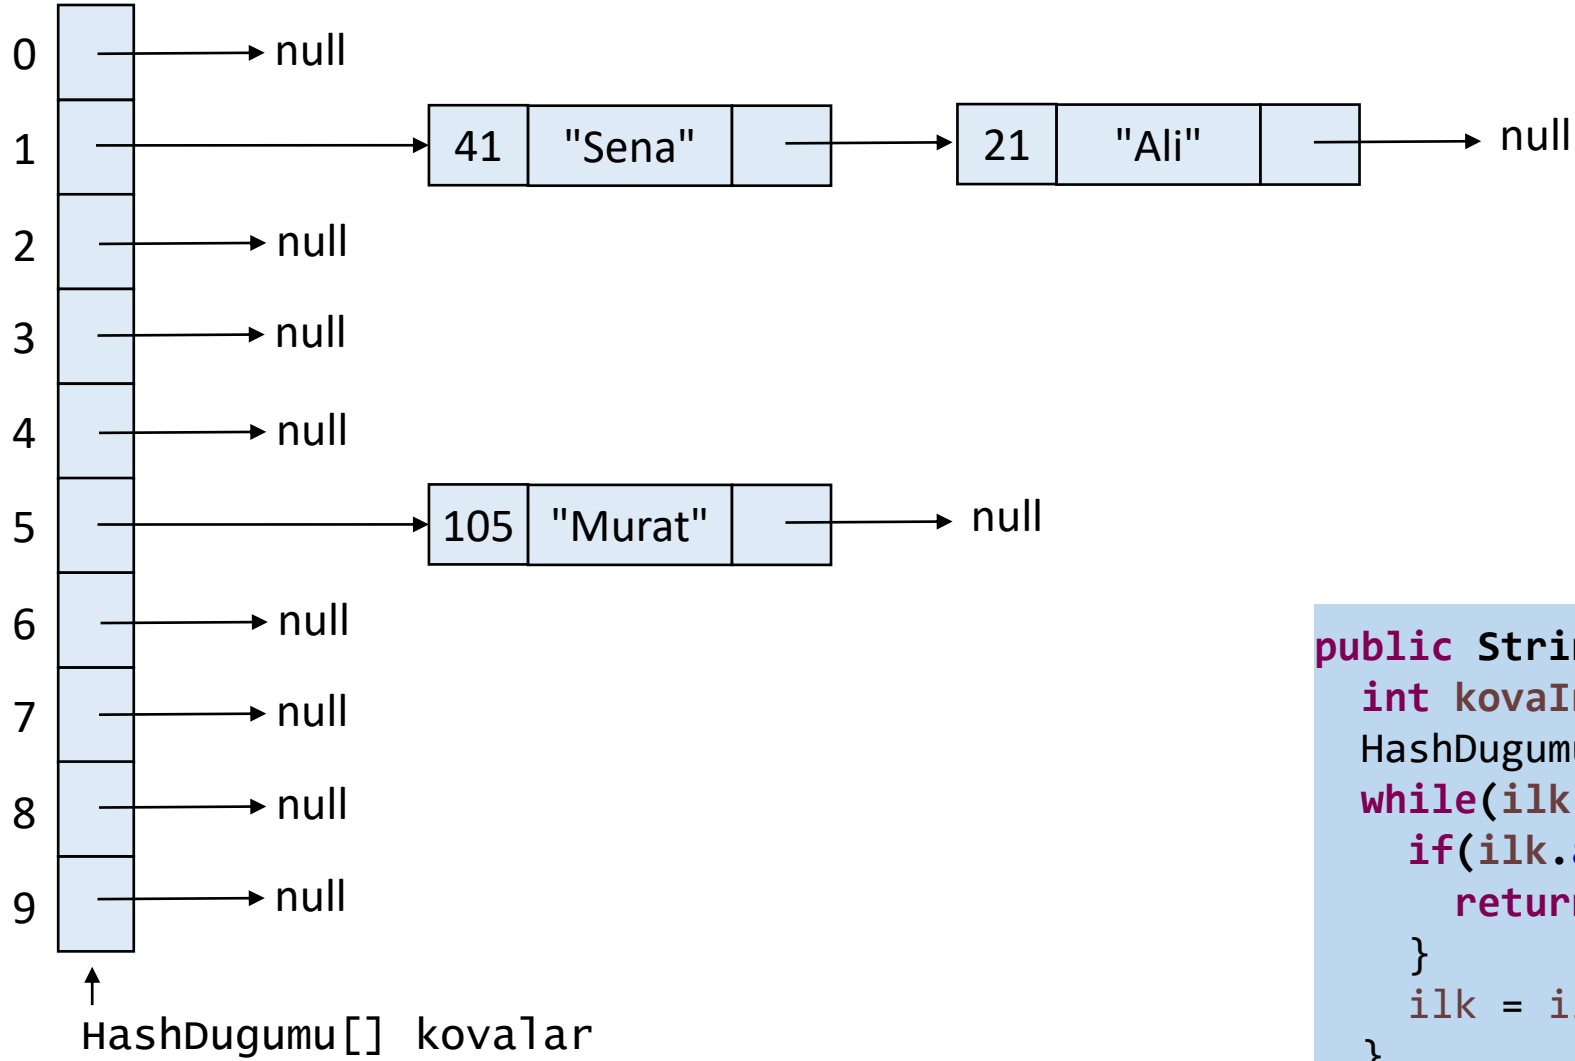 0 null
1 41 "Sena" 21 "Ali" null
2 null
3 null
4 null
5 105 "Murat" null
6 null
7 null
8 null
9 null
HashDugumu[] kovalar
public
int
while(ilk
if(ilk.
}
ilk =
}